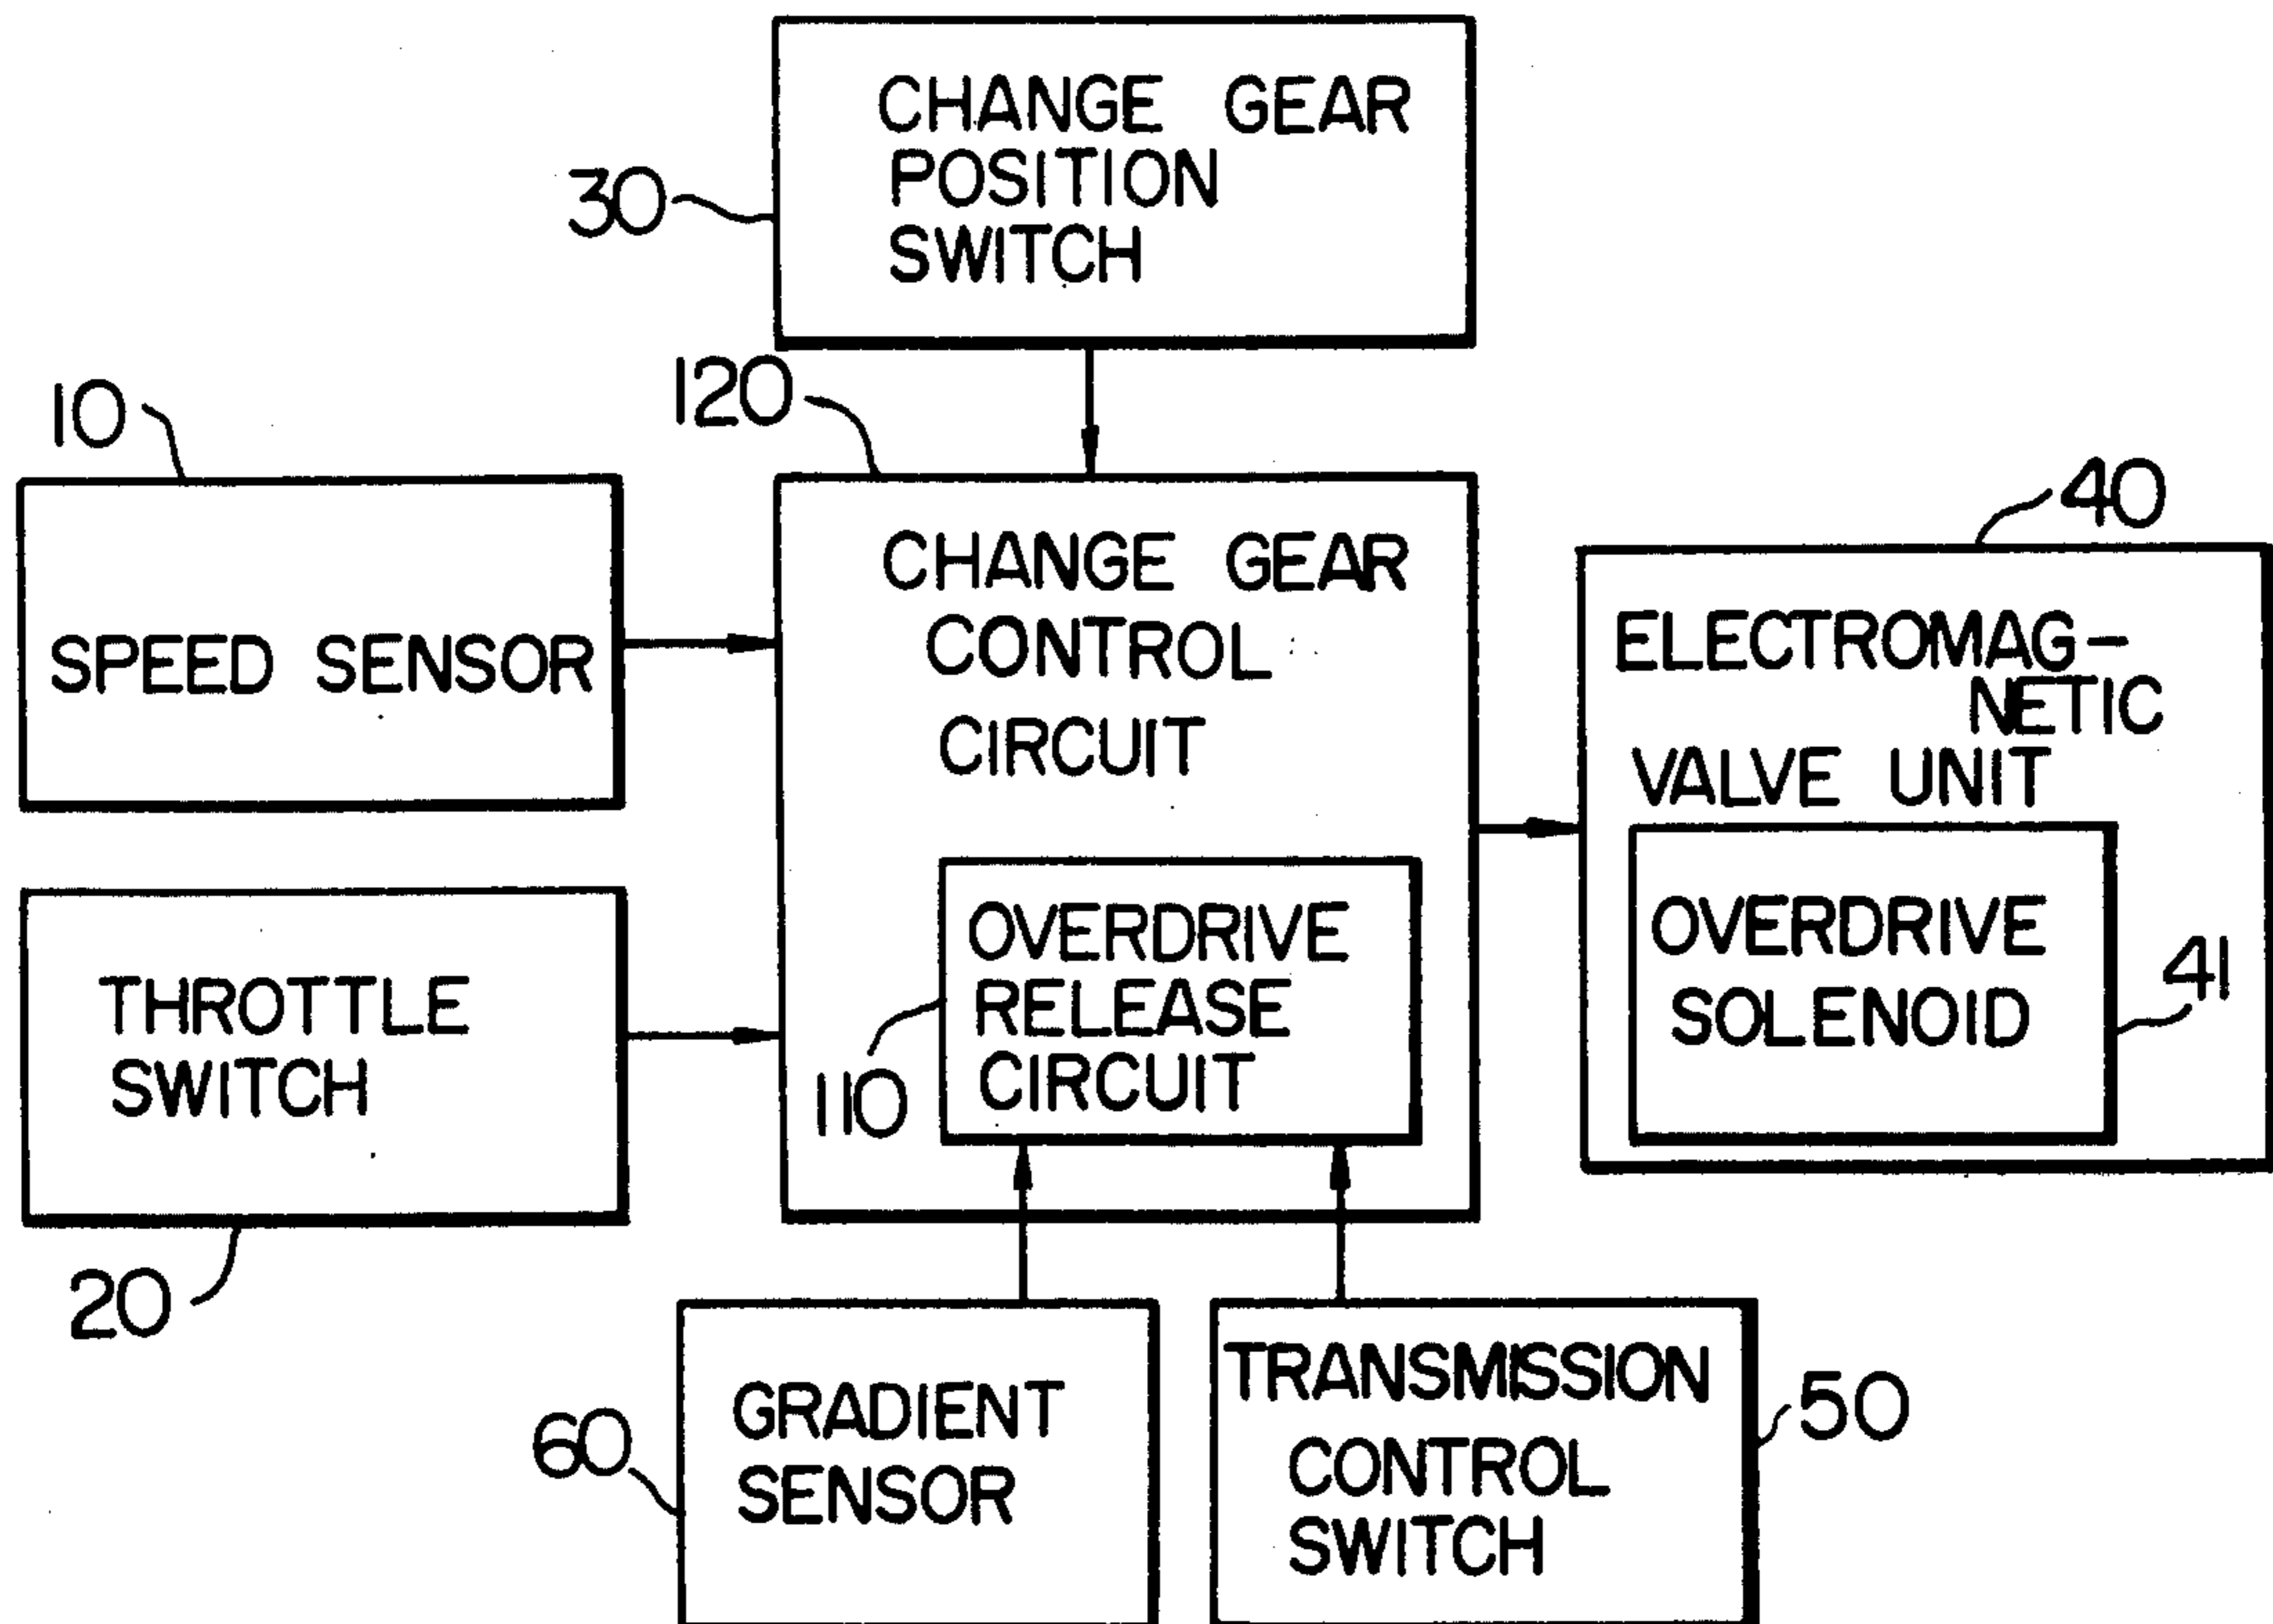 CHANGE GEAR
POSITION
SWITCH
30
120
10
CHANGE GEAR
CONTROL
CIRCUIT
40
SPEED SENSOR
ELECTROMAG-
NETIC
VALVE UNIT
OVERDRIVE
SOLENOID
41
OVERDRIVE
RELEASE
CIRCUIT
110
THROTTLE
SWITCH
20
GRADIENT
SENSOR
60
TRANSMISSION
CONTROL
SWITCH
50